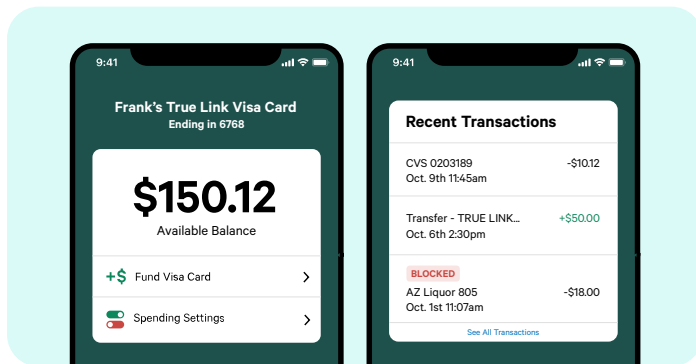 9:41
Frank's True Link Visa Card
Ending in 6768
$150.12
Available Balance
+$ Fund Visa Card
Spending Settings
9:41
Recent Transactions
CVS 0203189 -$10.12
Oct. 9th 11:45am
Transfer - TRUE LINK... +$50.00
Oct. 6th 2:30pm
BLOCKED
AZ Liquor 805 -$18.00
Oct. 1st 11:07am
See All Transactions